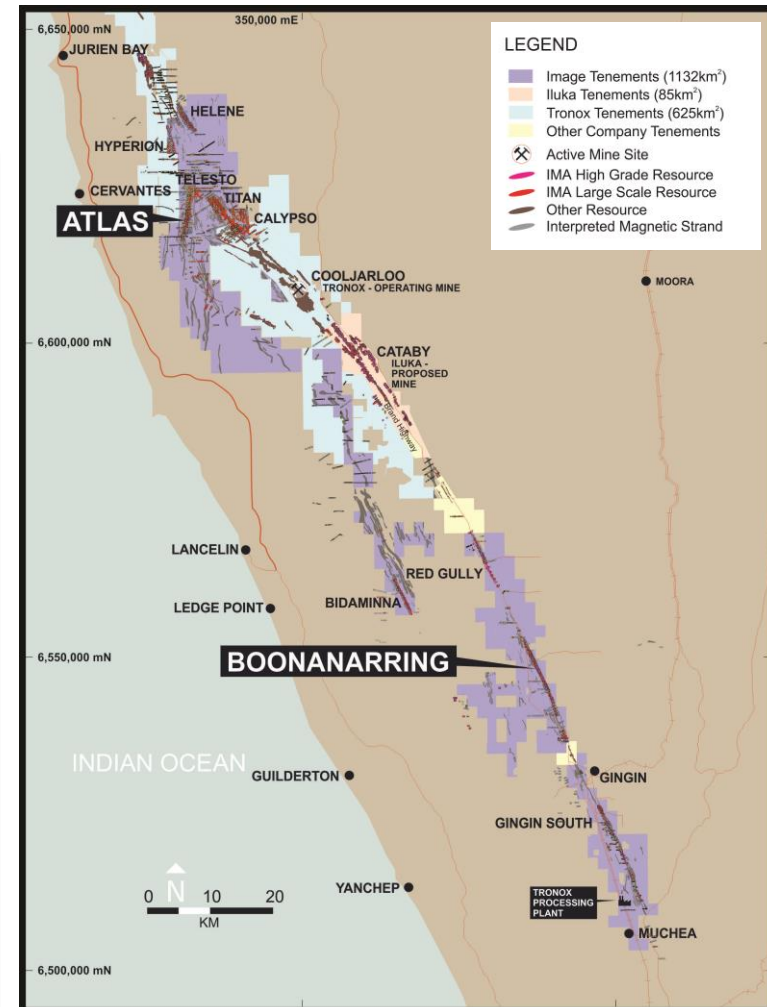 6,650,000 mN
350,000 mE
JURIEN BAY
HELENE
HYPERION
TELESTO
CERVANTES
TITAN
ATLAS
CALYPSO
COOLJARLOO
TRONOX - OPERATING MINE
MOORA
6,600,000 mN
CATABY
ILUKA -
PROPOSED
MINE
Brand Highway
LANCELIN
RED GULLY
LEDGE POINT
BIDAMINNA
6,550,000 mN
BOONANARRING
INDIAN OCEAN
GUILDERTON
GINGIN
GINGIN SOUTH
N
0 10 20
KM
YANCHEP
TRONOX
PROCESSING
PLANT
MUCHEA
6,500,000 mN
LEGEND
Image Tenements (1132km²)
Iluka Tenements (85km²)
Tronox Tenements (625km²)
Other Company Tenements
Active Mine Site
IMA High Grade Resource
IMA Large Scale Resource
Other Resource
Interpreted Magnetic Strand